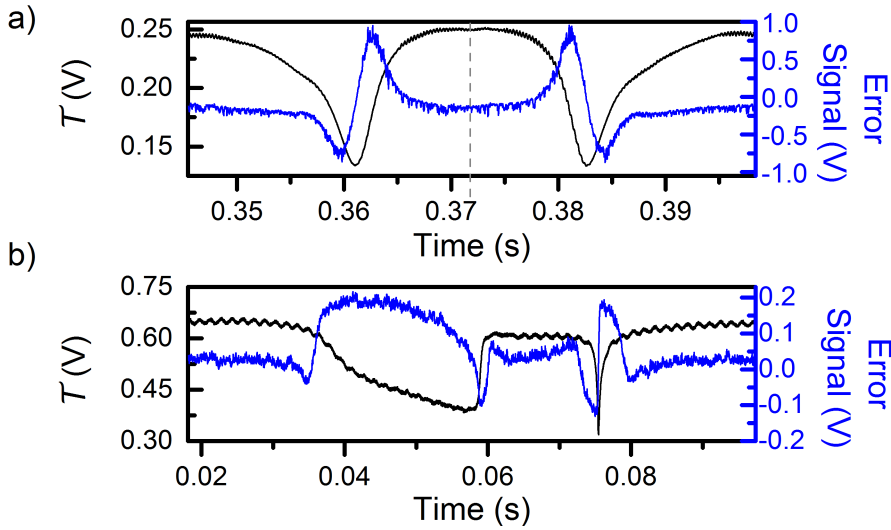 a)
0.25
0.20
0.15
T (V)
1.0
0.5
0.0
-0.5
-1.0
Error
Signal (V)
0.35 0.36 0.37 0.38 0.39
Time (s)
b)
0.75
0.60
0.45
0.30
T (V)
0.2
0.1
0.0
-0.1
-0.2
Error
Signal (V)
0.02 0.04 0.06 0.08
Time (s)